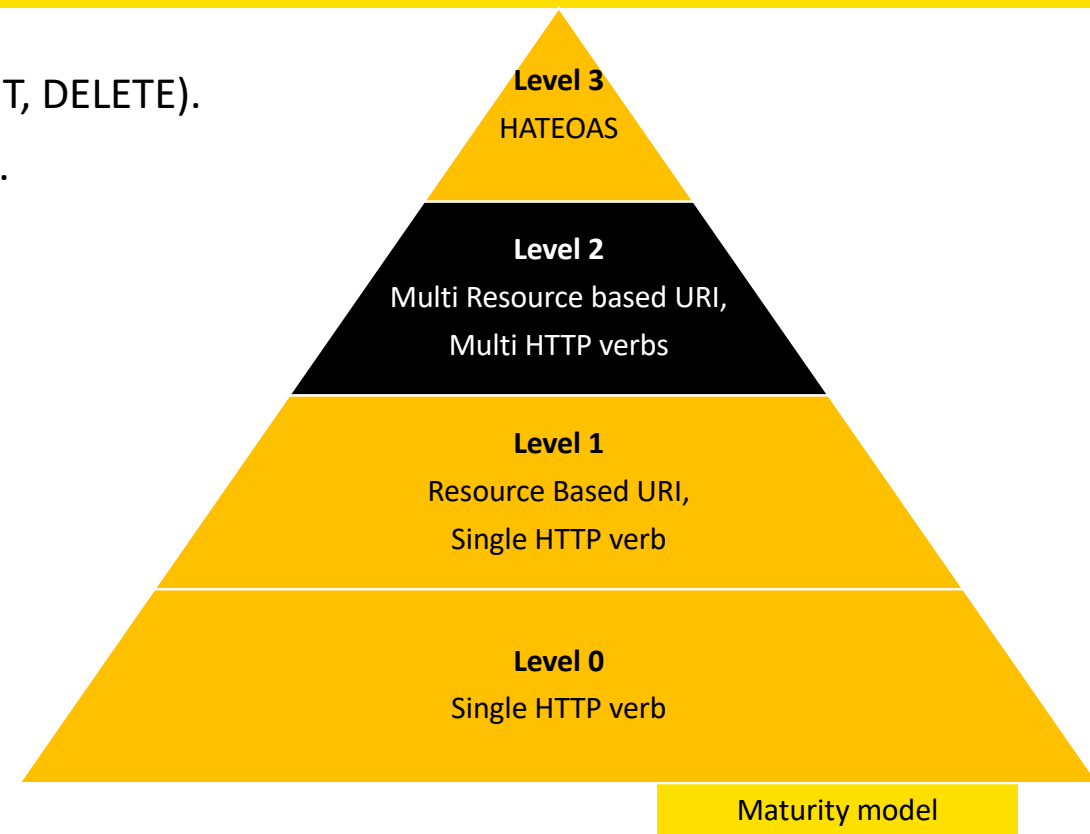 T, DELETE).
.
Level 3
HATEOAS
Level 2
Multi Resource based URI,
Multi HTTP verbs
Level 1
Resource Based URI,
Single HTTP verb
Level 0
Single HTTP verb
Maturity model